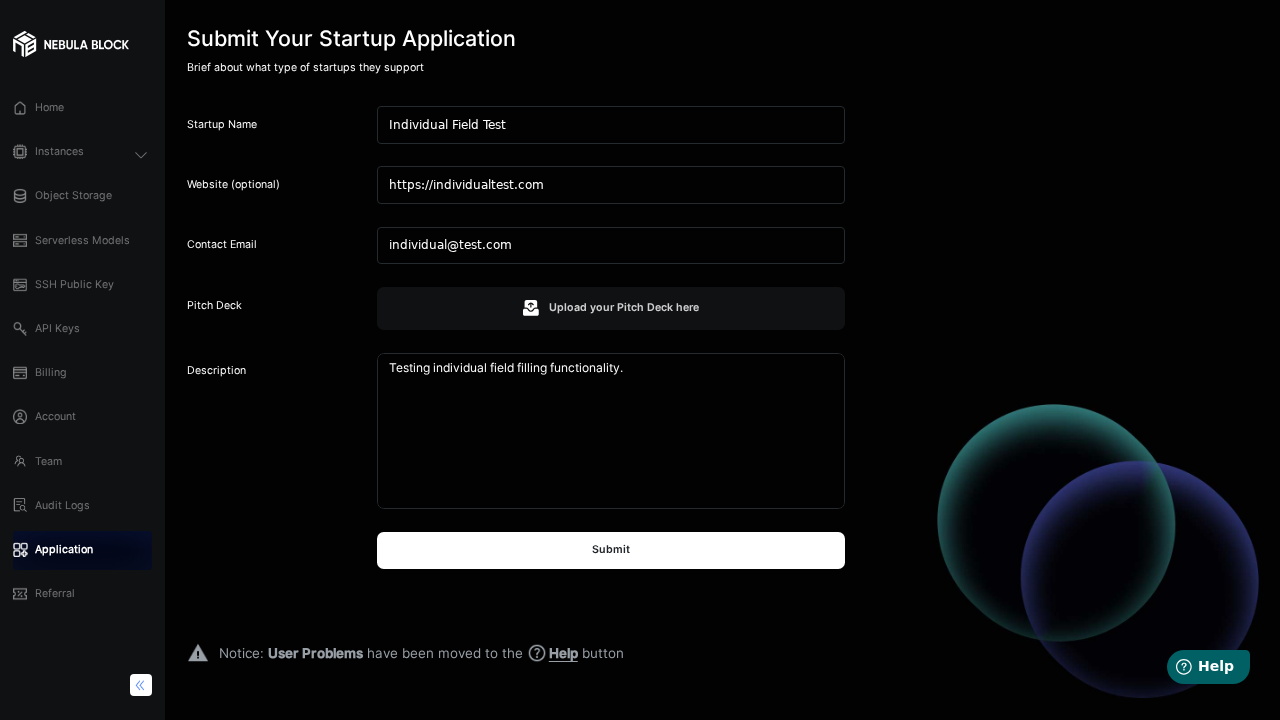 NEBULA BLOCK
Home
Instances
Object Storage
Serverless Models
SSH Public Key
API Keys
Billing
Account
Team
Audit Logs
Application
Referral
Submit Your Startup Application
Brief about what type of startups they support
Startup Name
Individual Field Test
Website (optional)
https://individualtest.com
Contact Email
individual@test.com
Pitch Deck
Upload your Pitch Deck here
Description
Testing individual field filling functionality.
Submit
Notice: User Problems have been moved to the Help button
Help